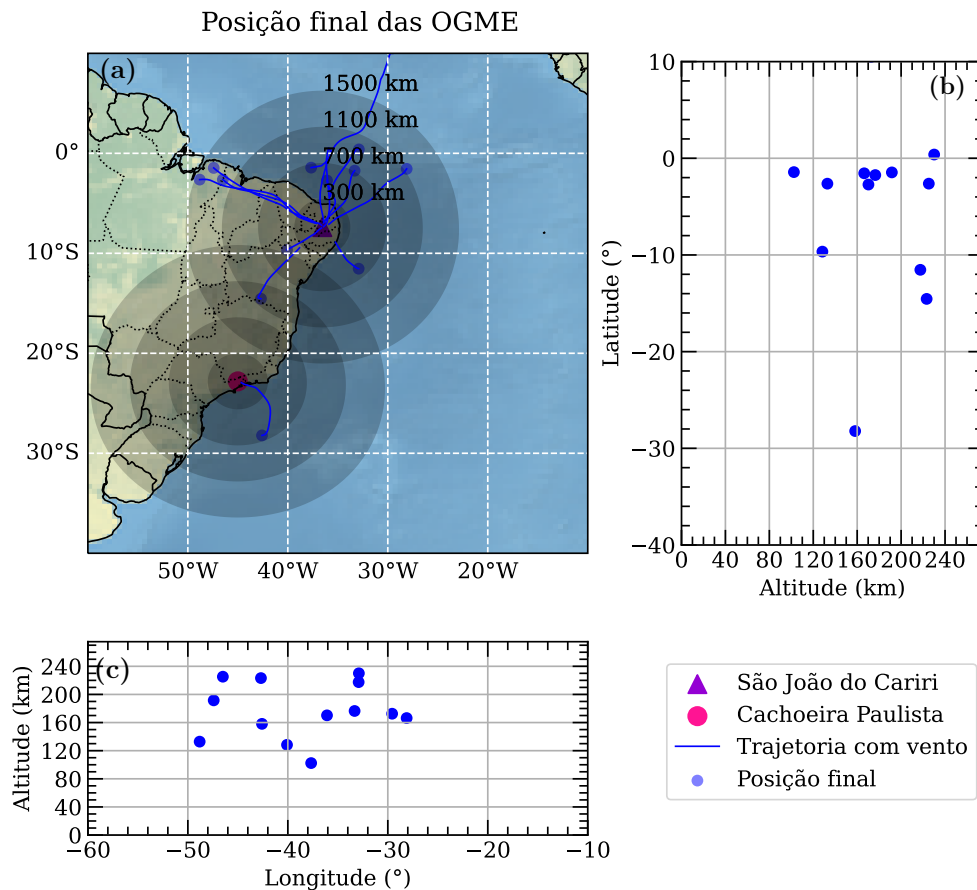 Posição final das OGME
(a)
1500 km
1100 km
700 km
300 km
0°
10°S
20°S
30°S
50°W 40°W 30°W 20°W
(b)
10
0
−10
−20
−30
−40
Latitude (°)
0 40 80 120 160 200 240
Altitude (km)
(c)
240
200
160
120
80
40
0
Altitude (km)
−60 −50 −40 −30 −20 −10
Longitude (°)
São João do Cariri
Cachoeira Paulista
Trajetoria com vento
Posição final